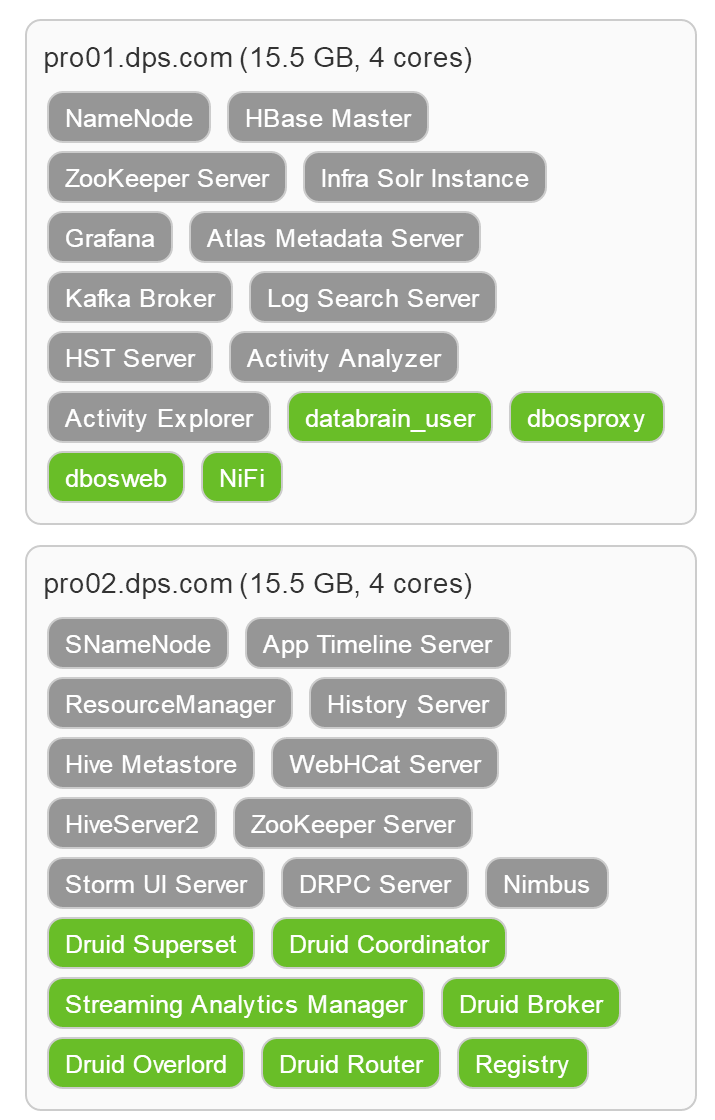 pro01.dps.com (15.5 GB, 4 cores)
NameNode HBase Master
ZooKeeper Server Infra Solr Instance
Grafana Atlas Metadata Server
Kafka Broker Log Search Server
HST Server Activity Analyzer
Activity Explorer databrain_user dbosproxy
dbosweb NiFi
pro02.dps.com (15.5 GB, 4 cores)
SNameNode App Timeline Server
ResourceManager History Server
Hive Metastore WebHCat Server
HiveServer2 ZooKeeper Server
Storm UI Server DRPC Server Nimbus
Druid Superset Druid Coordinator
Streaming Analytics Manager Druid Broker
Druid Overlord Druid Router Registry